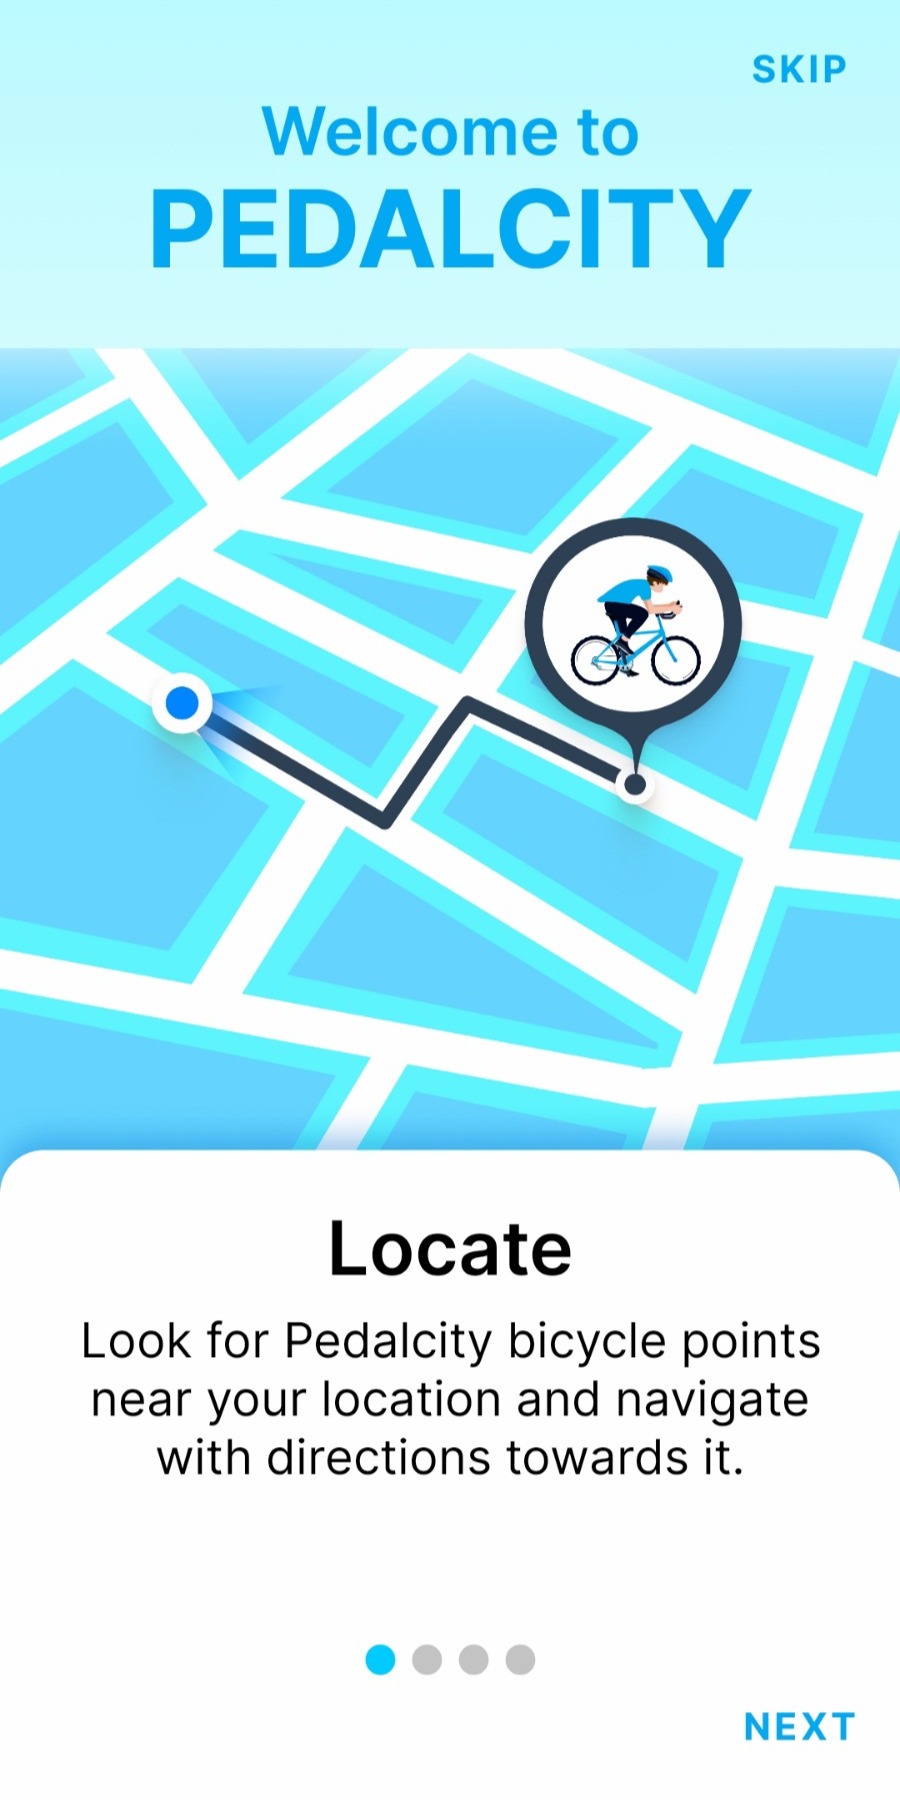 SKIP
Welcome to
PEDALCITY
Locate
Look for Pedalcity bicycle points
near your location and navigate
with directions towards it.
NEXT